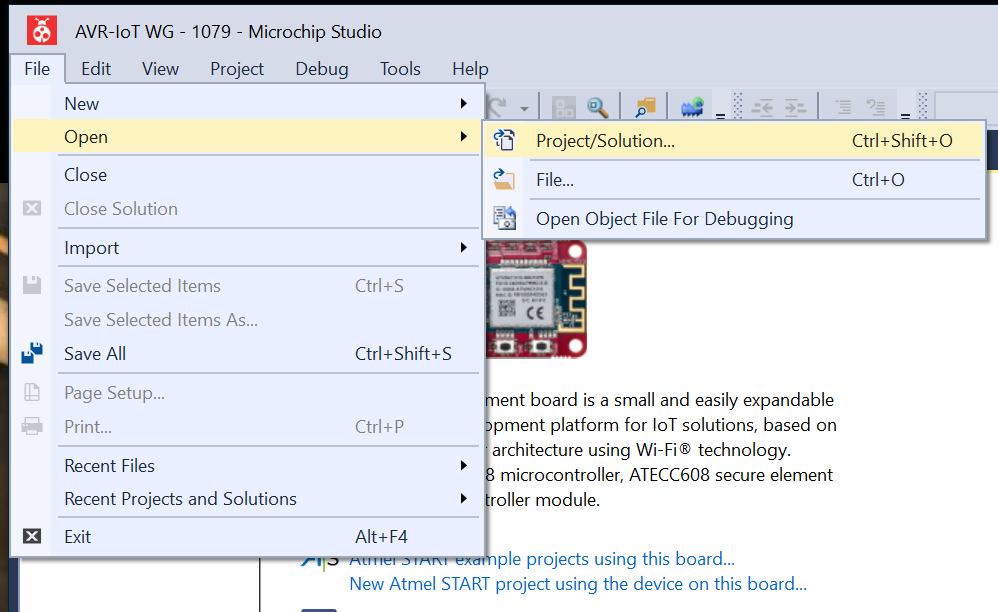 AVR-IoT WG - 1079 - Microchip Studio
File Edit View Project Debug Tools Help
New
Open
Close
Close Solution
Import
Save Selected Items Ctrl+S
Save Selected Items As...
Save All Ctrl+Shift+S
Page Setup...
Print... Ctrl+P
Recent Files
Recent Projects and Solutions
Exit Alt+F4
Project/Solution... Ctrl+Shift+O
File... Ctrl+O
Open Object File For Debugging
ment board is a small and easily expandable
opment platform for IoT solutions, based on
architecture using Wi-Fi® technology.
8 microcontroller, ATECC608 secure element
troller module.
Atmel START example projects using this board...
New Atmel START project using the device on this board...